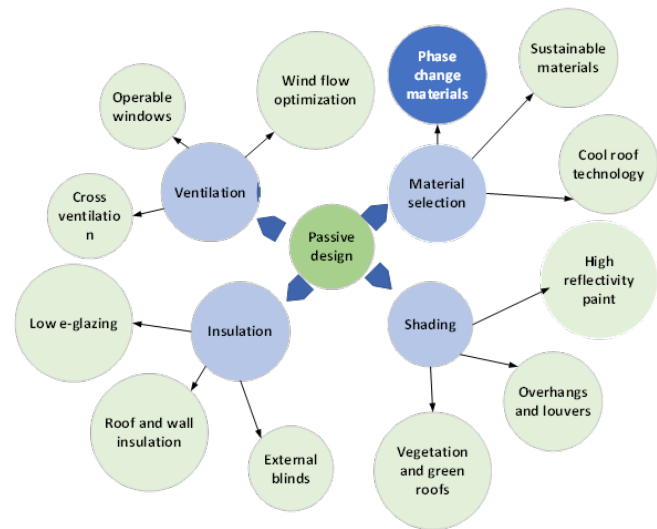 Phase
change
materials
Sustainable
materials
Wind flow
optimization
Operable
windows
Ventilation
Material
selection
Cool roof
technology
Cross
ventilatio
n
Passive
design
High
reflectivity
paint
Low e-glazing
Insulation
Shading
Overhangs
and louvers
Roof and wall
insulation
External
blinds
Vegetation
and green
roofs